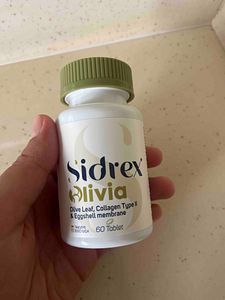 Sidrex
Olivia
Olive Leaf, Collagen Type II
& Eggshell membrane
60 Tablet